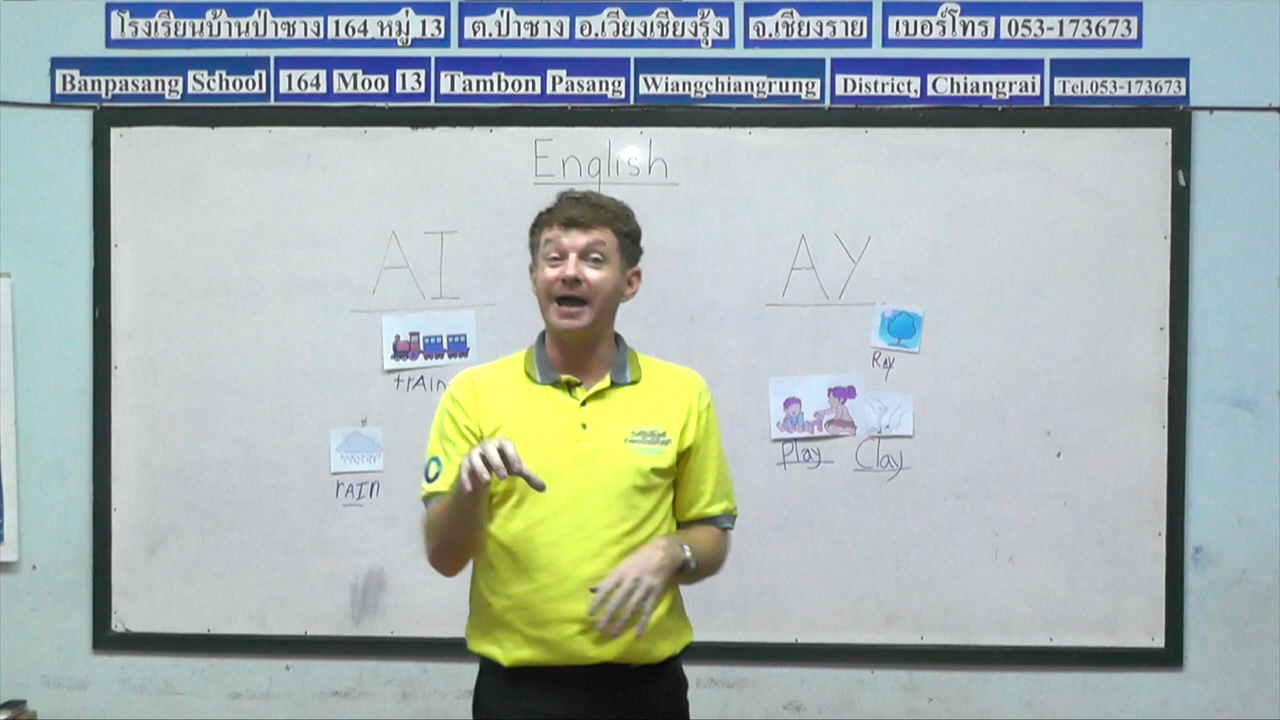 โรงเรียนบ้านป่าซาง 164 หมู่ 13 ต.ป่าซาง อ.เวียงเชียงรุ้ง จ.เชียงราย เบอร์โทร 053-173673
Banpasang School 164 Moo 13 Tambon Pasang Wiangchiangrung District, Chiangrai Tel.053-173673
English
AI
AY
trAin
RAy
Play
Clay
rAIn